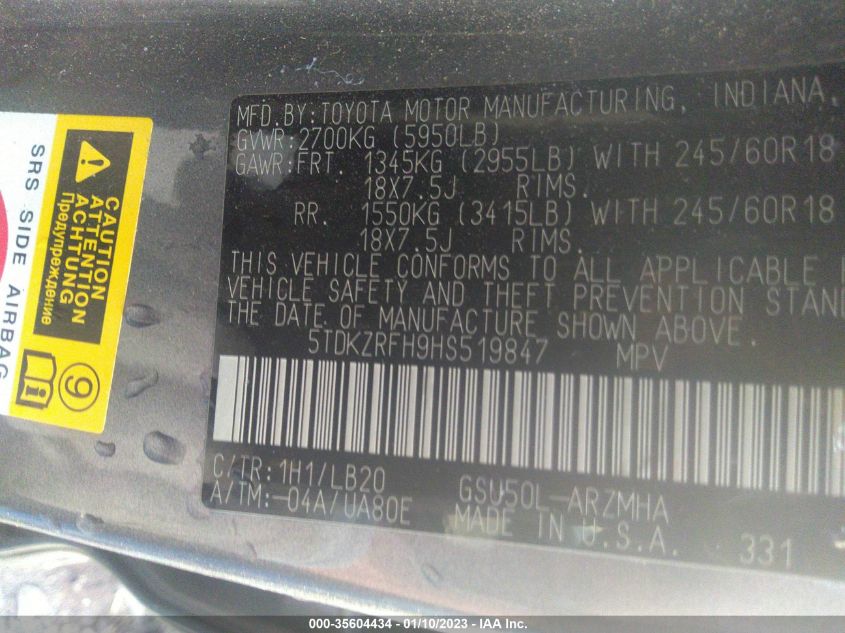 MFD.BY:TOYOTA MOTOR MANUFACTURING, INDIANA,
GVWR:2700KG (5950LB)
GAWR:FRT. 1345KG (2955LB) WITH 245/60R18
18X7.5J RIMS.
RR. 1550KG (3415LB) WITH 245/60R18
18X7.5J RIMS.
THIS VEHICLE CONFORMS TO ALL APPLICABLE
VEHICLE SAFETY AND THEFT PREVENTION STAND
THE DATE OF MANUFACTURE SHOWN ABOVE.
5TDKZRFH9HS519847 MPV
C/TR:1H1/LB20 GSU50L-ARZMHA
A/TM:-04A/UA80E MADE IN U.S.A. 331
SRS SIDE AIRBAG
CAUTION
ATTENTION
ACHTUNG
Предупреждение
9
000-35604434 - 01/10/2023 - IAA Inc.